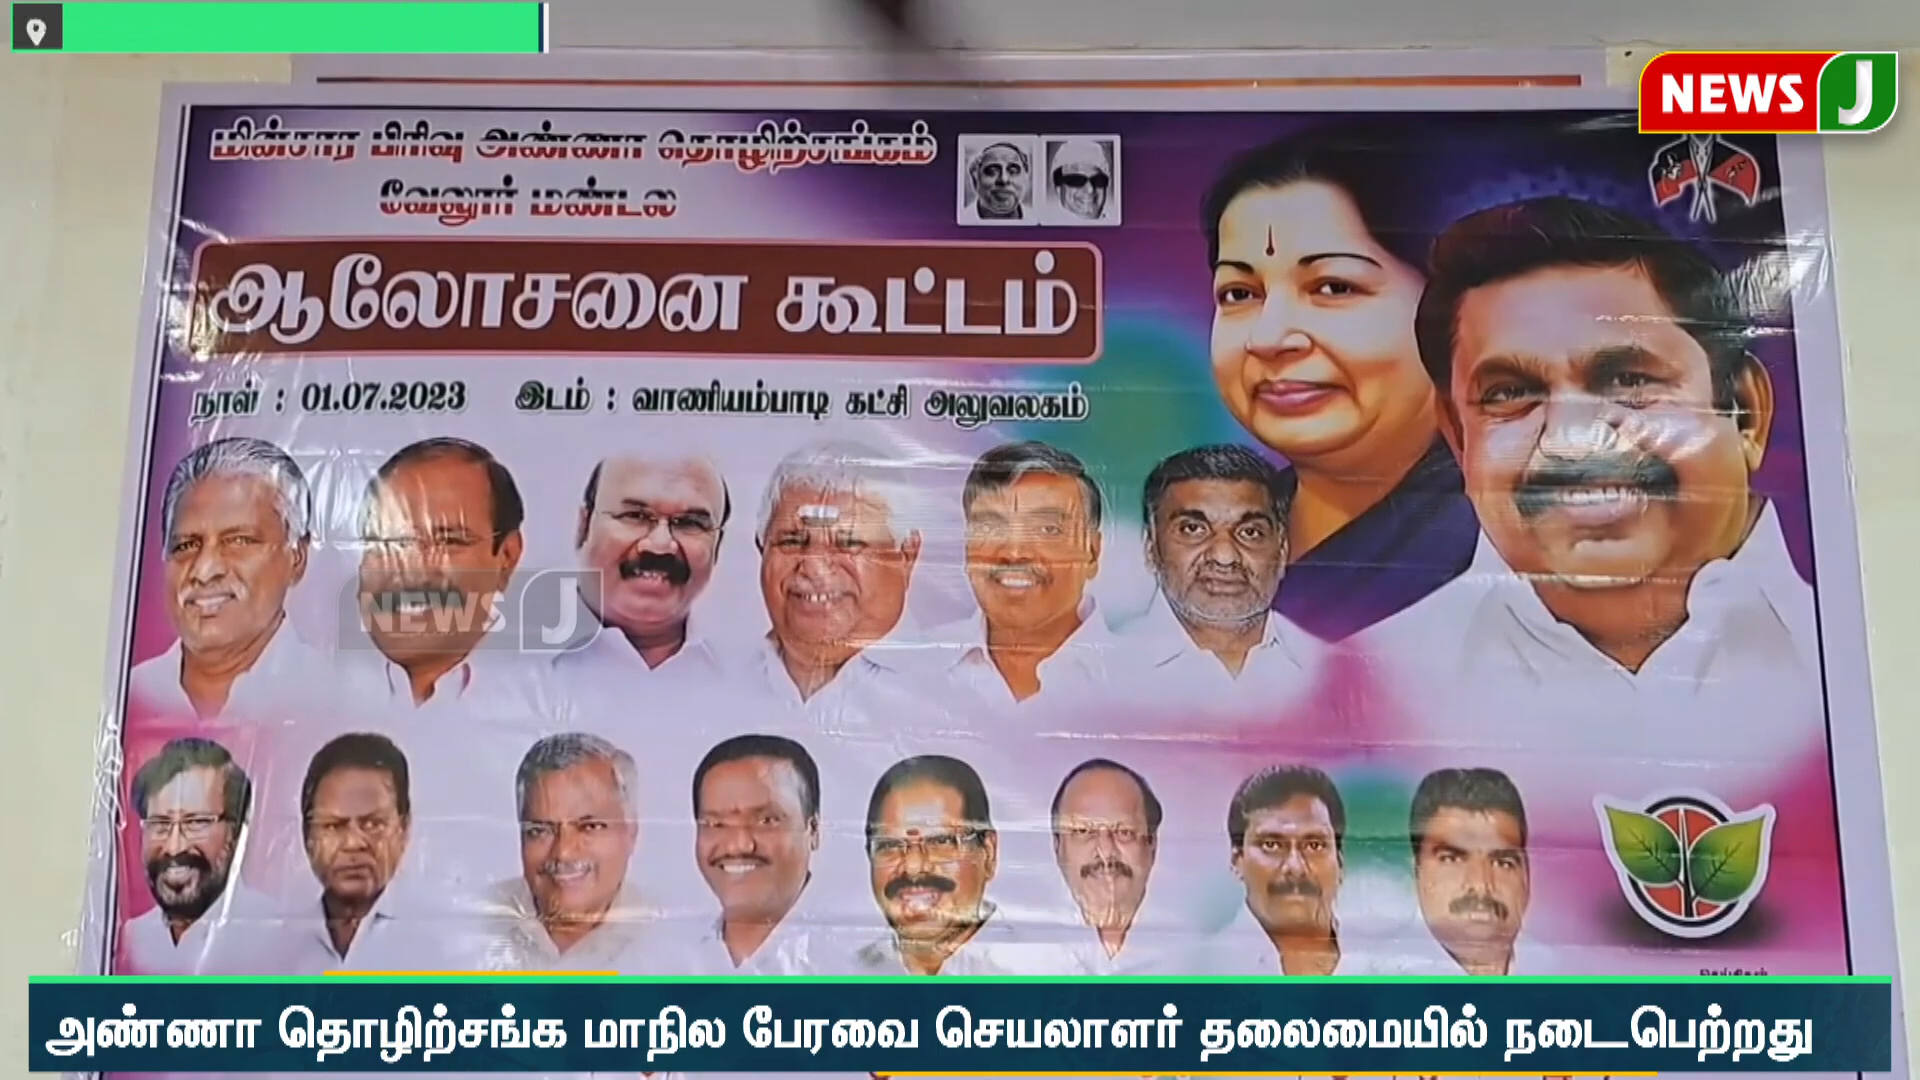 NEWS J
மின்சார பிரிவு அண்ணா தொழிற்சங்கம்
வேலூர் மண்டல
ஆலோசனை கூட்டம்
நாள் : 01.07.2023 இடம் : வாணியம்பாடி கட்சி அலுவலகம்
NEWS J
அண்ணா தொழிற்சங்க மாநில பேரவை செயலாளர் தலைமையில் நடைபெற்றது